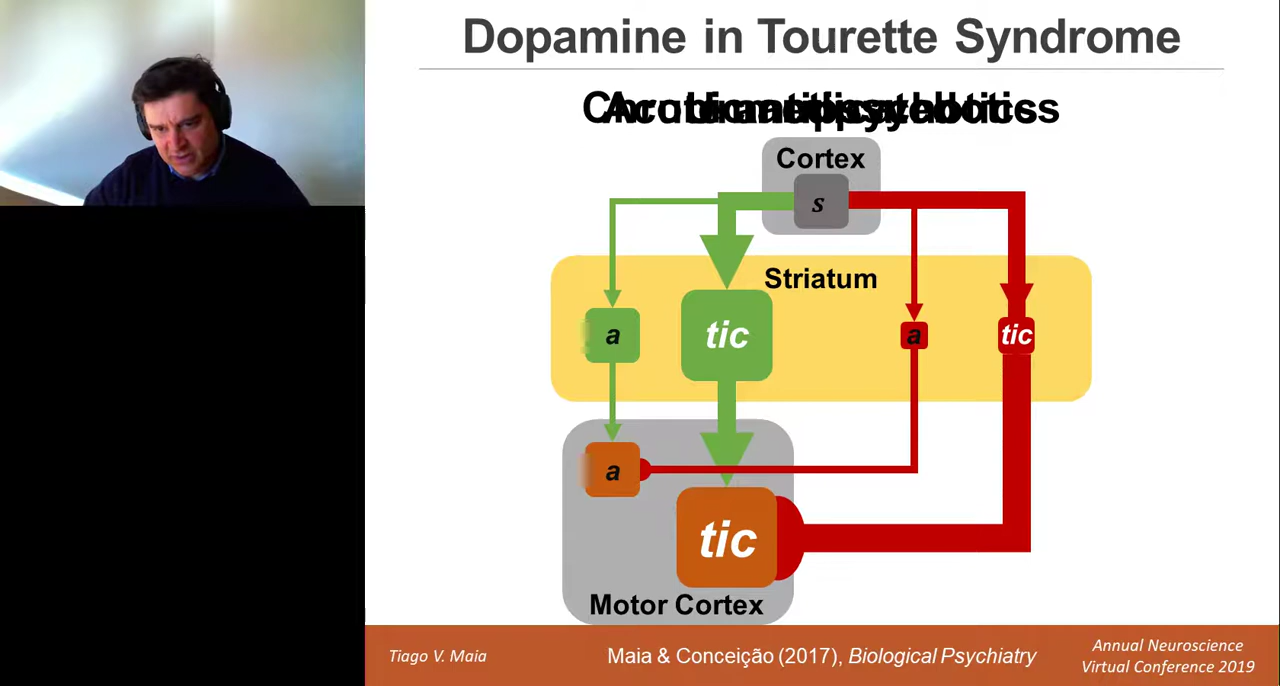 Dopamine in Tourette Syndrome
Cortex
s
Striatum
a
tic
a
tic
a
tic
Motor Cortex
Tiago V. Maia
Maia & Conceição (2017), Biological Psychiatry
Annual Neuroscience
Virtual Conference 2019